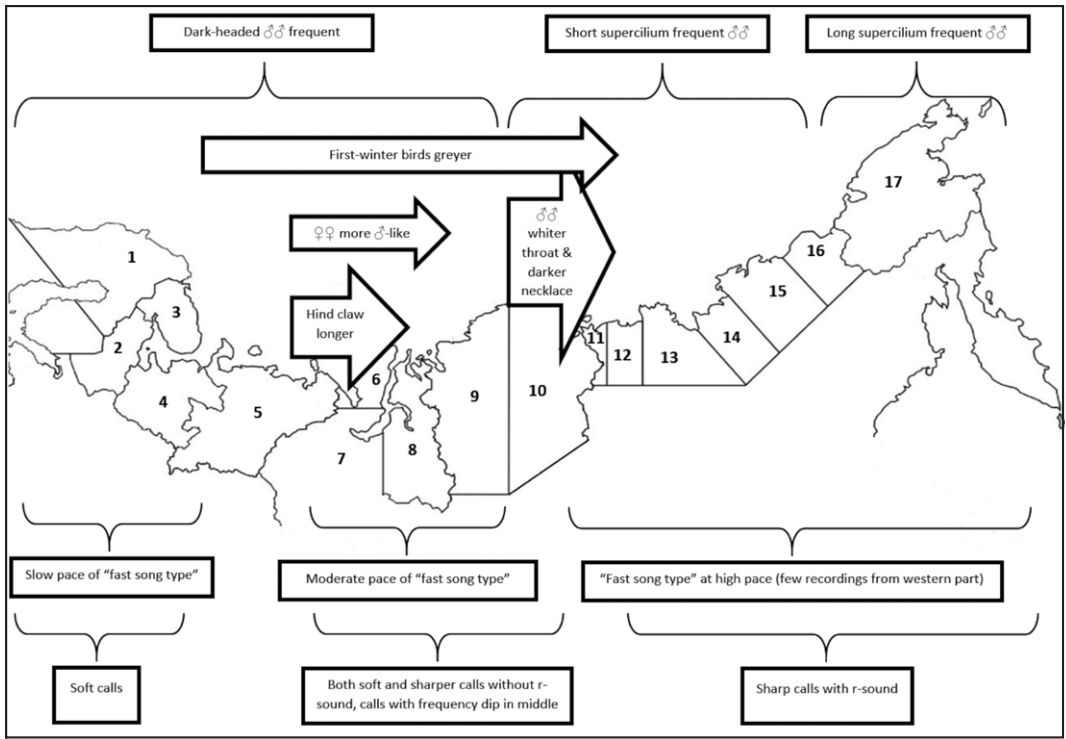 Dark-headed ♂♂ frequent
Short supercilium frequent ♂♂
Long supercilium frequent ♂♂
First-winter birds greyer
♀♀ more ♂-like
♂♂
whiter
throat &
darker
necklace
Hind claw
longer
1
2
3
4
5
6
7
8
9
10
11
12
13
14
15
16
17
Slow pace of “fast song type”
Moderate pace of “fast song type”
“Fast song type” at high pace (few recordings from western part)
Soft calls
Both soft and sharper calls without r-
sound, calls with frequency dip in middle
Sharp calls with r-sound